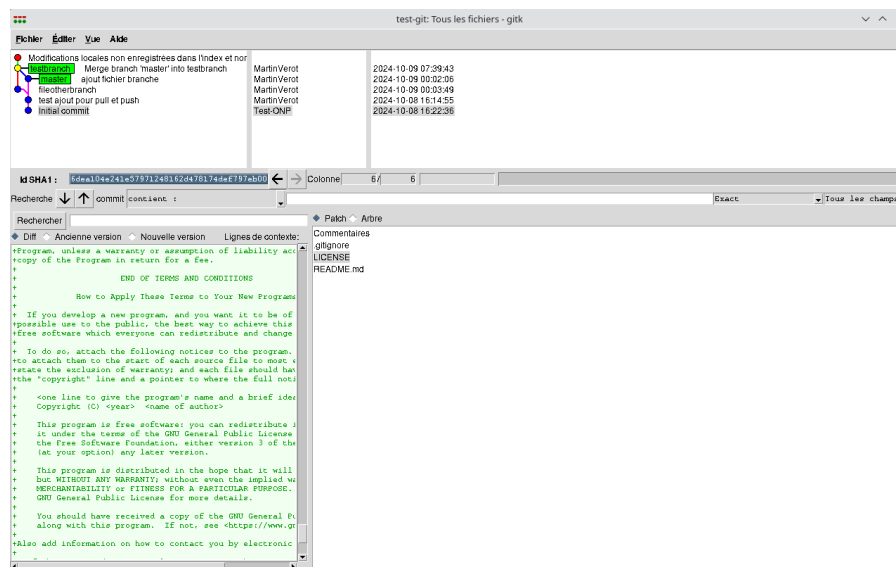 test-git: Tous les fichiers - gitk
Fichier Éditer Vue Aide
Modifications locales non enregistrées dans l'index et nor
testbranch Merge branch 'master' into testbranch MartinVerot 2024-10-09 07:39:43
master ajout fichier branche MartinVerot 2024-10-09 00:02:06
fileotherbranch MartinVerot 2024-10-09 00:03:49
test ajout pour pull et push MartinVerot 2024-10-08 16:14:55
Initial commit Test-ONP 2024-10-08 16:22:36
Id SHA1 : 6dea104e241e57971248162d478174def797eb00 Colonne 6/ 6
Recherche commit contient : Exact Tous les champs
Rechercher Patch Arbre
Diff Ancienne version Nouvelle version Lignes de contexte:
Commentaires
.gitignore
LICENSE
README.md
+Program, unless a warranty or assumption of liability acc
+copy of the Program in return for a fee.
+
+ END OF TERMS AND CONDITIONS
+
+ How to Apply These Terms to Your New Programs
+
+ If you develop a new program, and you want it to be of
+possible use to the public, the best way to achieve this
+free software which everyone can redistribute and change
+
+ To do so, attach the following notices to the program.
+to attach them to the start of each source file to most e
+state the exclusion of warranty; and each file should hav
+the "copyright" line and a pointer to where the full noti
+
+ <one line to give the program's name and a brief idea
+ Copyright (C) <year> <name of author>
+
+ This program is free software: you can redistribute i
+ it under the terms of the GNU General Public License
+ the Free Software Foundation, either version 3 of the
+ (at your option) any later version.
+
+ This program is distributed in the hope that it will
+ but WITHOUT ANY WARRANTY; without even the implied wa
+ MERCHANTABILITY or FITNESS FOR A PARTICULAR PURPOSE.
+ GNU General Public License for more details.
+
+ You should have received a copy of the GNU General Pu
+ along with this program. If not, see <https://www.gn
+
+Also add information on how to contact you by electronic
+